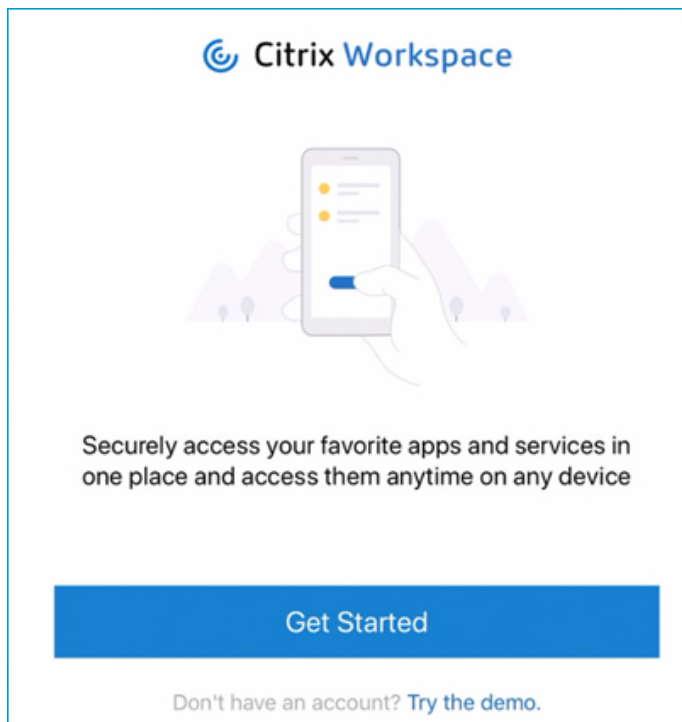 Citrix Workspace
Securely access your favorite apps and services in
one place and access them anytime on any device
Get Started
Don't have an account? Try the demo.